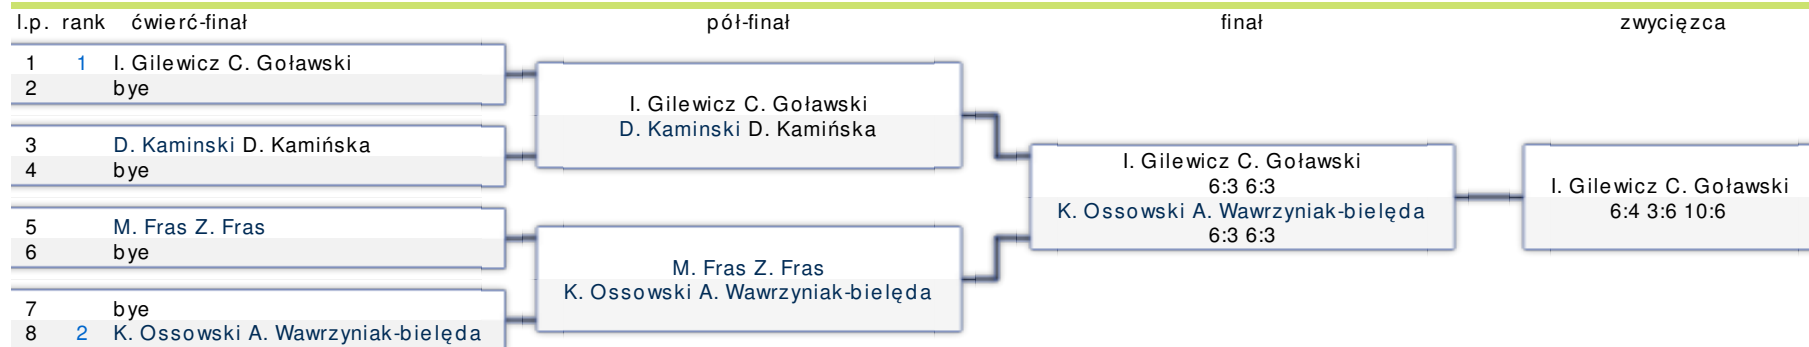 l.p. rank ćwierć-finał pół-finał finał zwycięzca
1 1 I. Gilewicz C. Goławski
2 bye
3 D. Kaminski D. Kamińska
4 bye
5 M. Fras Z. Fras
6 bye
7 bye
8 2 K. Ossowski A. Wawrzyniak-bielęda
I. Gilewicz C. Goławski
D. Kaminski D. Kamińska
M. Fras Z. Fras
K. Ossowski A. Wawrzyniak-bielęda
I. Gilewicz C. Goławski
6:3 6:3
K. Ossowski A. Wawrzyniak-bielęda
6:3 6:3
I. Gilewicz C. Goławski
6:4 3:6 10:6